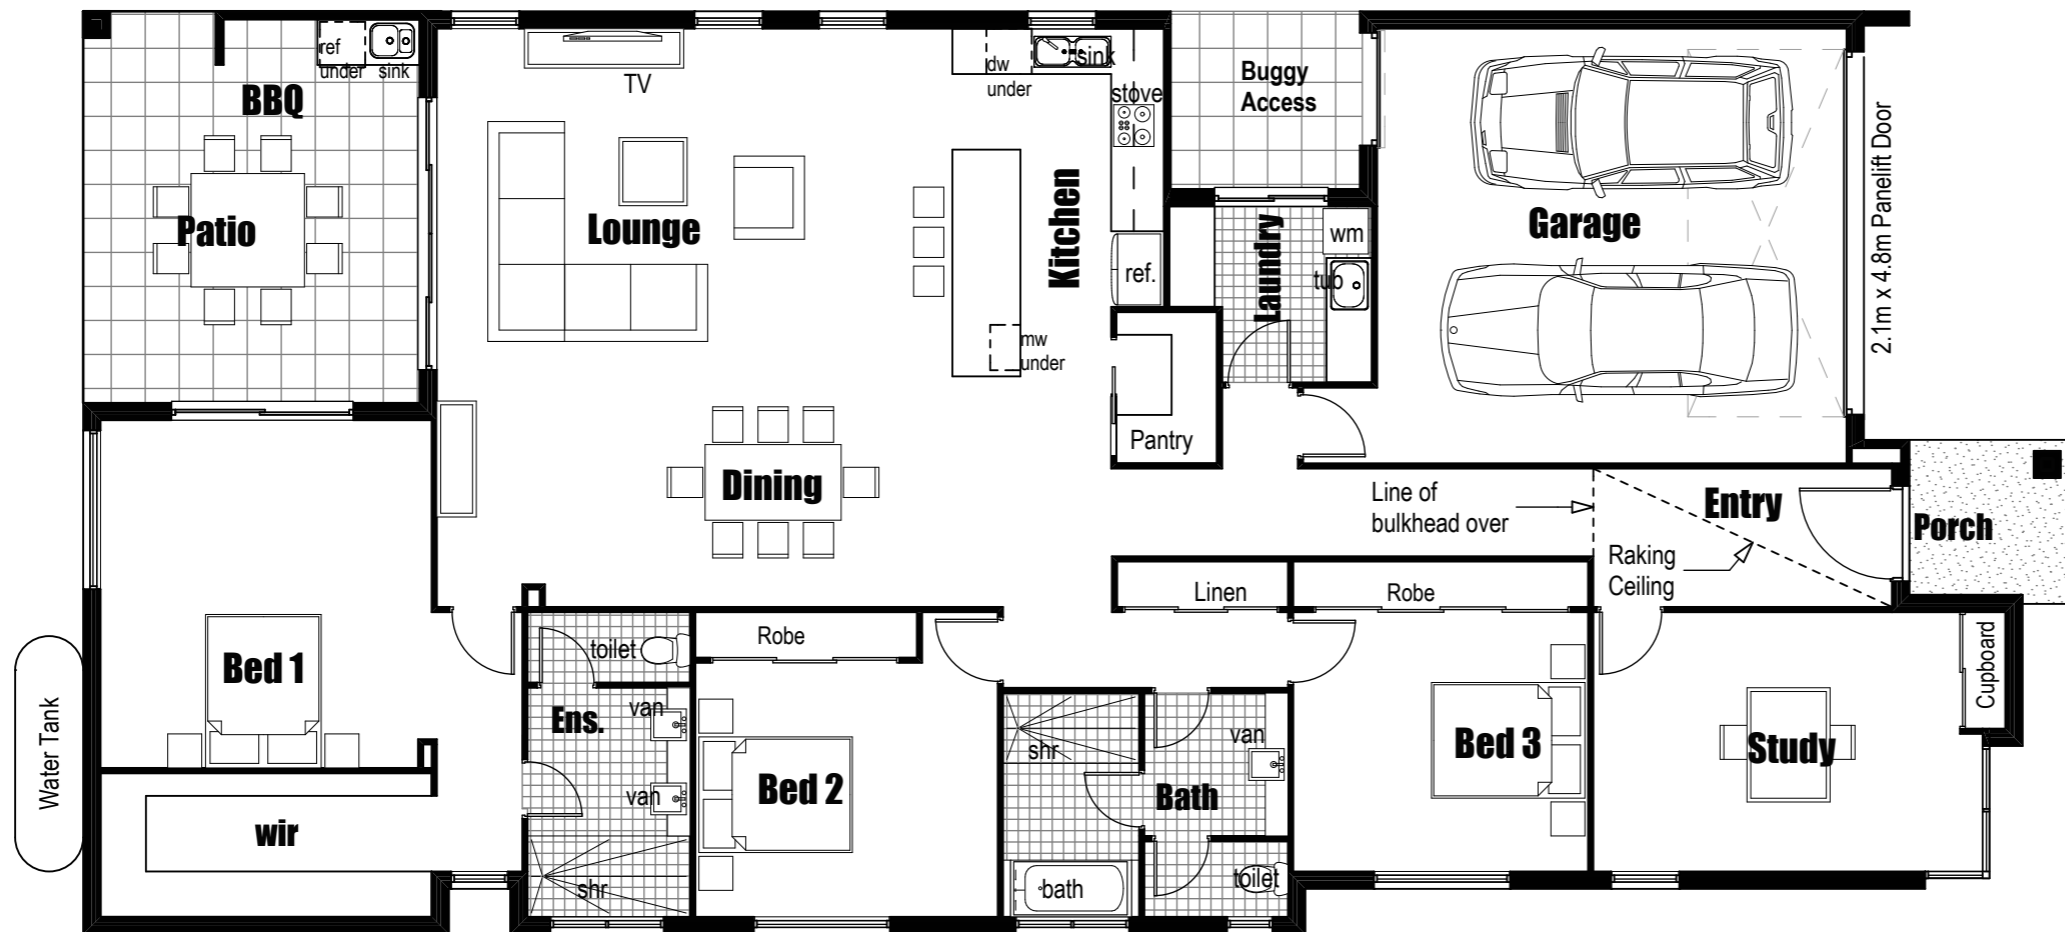 ref
under
sink
BBQ
Patio
TV
Lounge
dw
under
sink
stove
Kitchen
ref.
mw
under
Pantry
Dining
Buggy
Access
Laundry
wm
tub
Garage
2.1m x 4.8m Panelift Door
Line of
bulkhead over
Entry
Raking
Ceiling
Porch
Linen
Robe
Robe
toilet
Bed 1
Water Tank
wir
Ens.
van
van
shr
Bed 2
shr
bath
Bath
van
toilet
Bed 3
Study
Cupboard